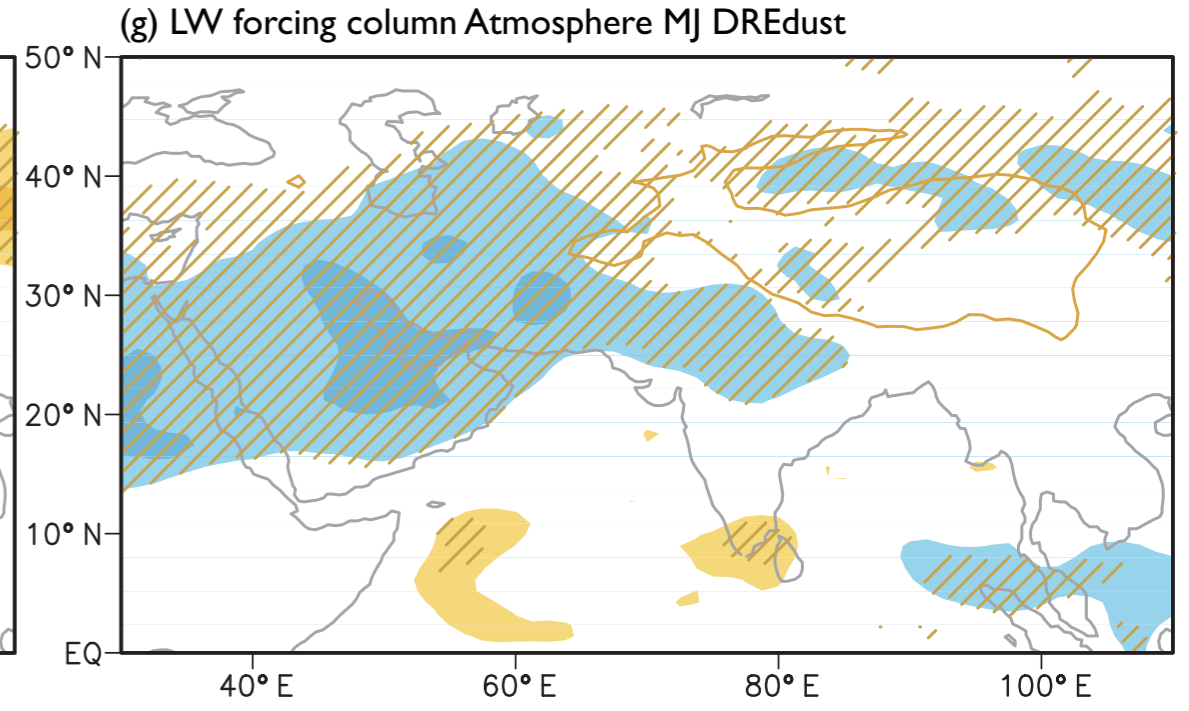 (g) LW forcing column Atmosphere MJ DREdust
50° N
40° N
30° N
20° N
10° N
EQ
40° E
60° E
80° E
100° E